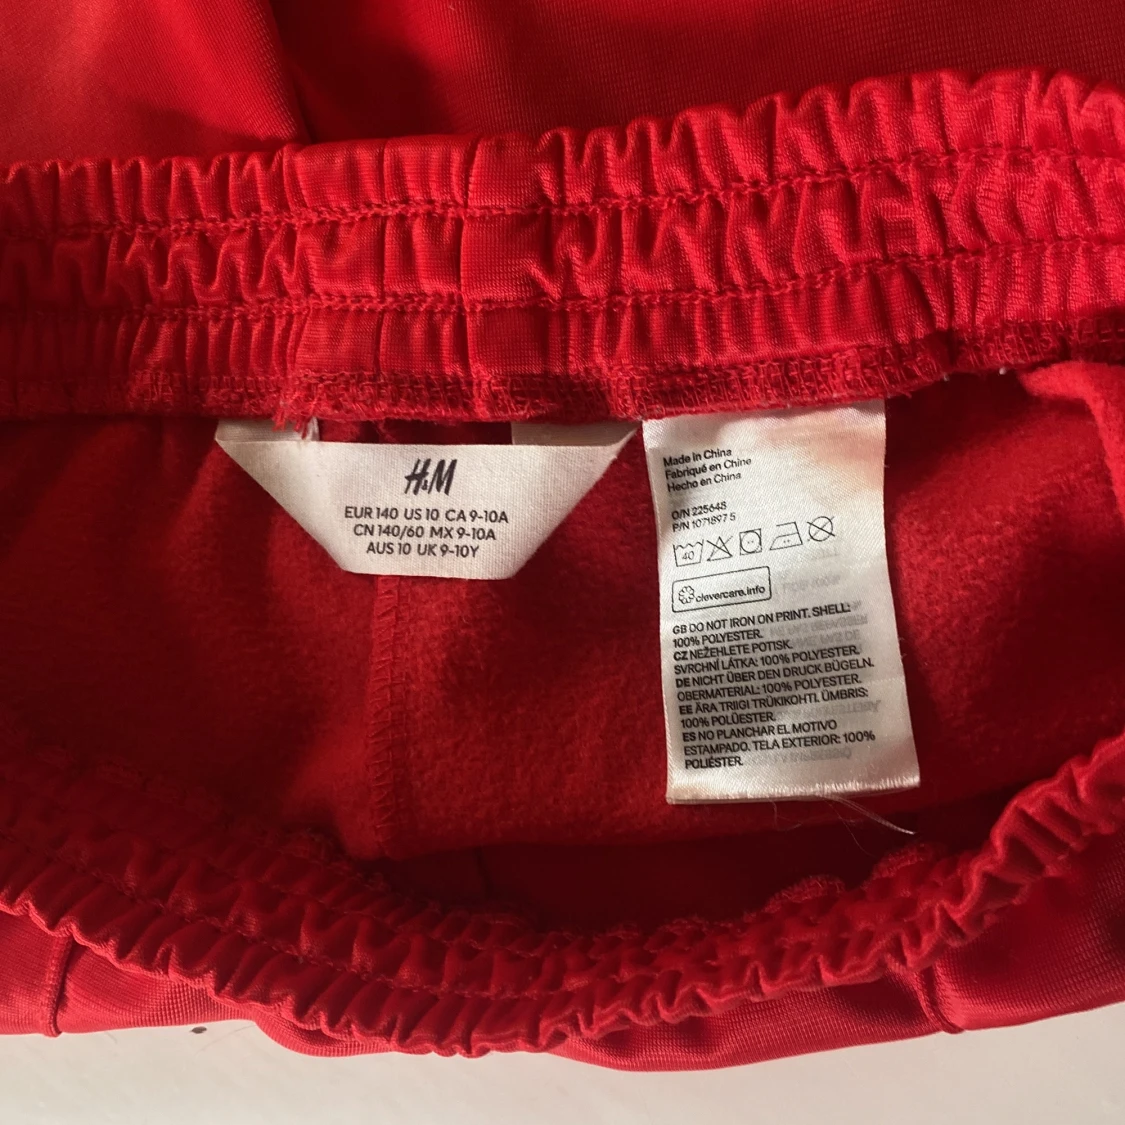 H&M
EUR 140 US 10 CA 9-10A
CN 140/60 MX 9-10A
AUS 10 UK 9-10Y
Made in China
Fabriqué en Chine
Hecho en China
O/N 225648
P/N 1071897 5
40
clevercare.info
GB DO NOT IRON ON PRINT. SHELL:
100% POLYESTER.
CZ NEŽEHLETE POTISK.
SVRCHNÍ LÁTKA: 100% POLYESTER.
DE NICHT ÜBER DEN DRUCK BÜGELN.
OBERMATERIAL: 100% POLYESTER.
EE ÄRA TRIIGI TRÜKIKOHTI. ÜMBRIS:
100% POLÜESTER.
ES NO PLANCHAR EL MOTIVO
ESTAMPADO. TELA EXTERIOR: 100%
POLIÉSTER.